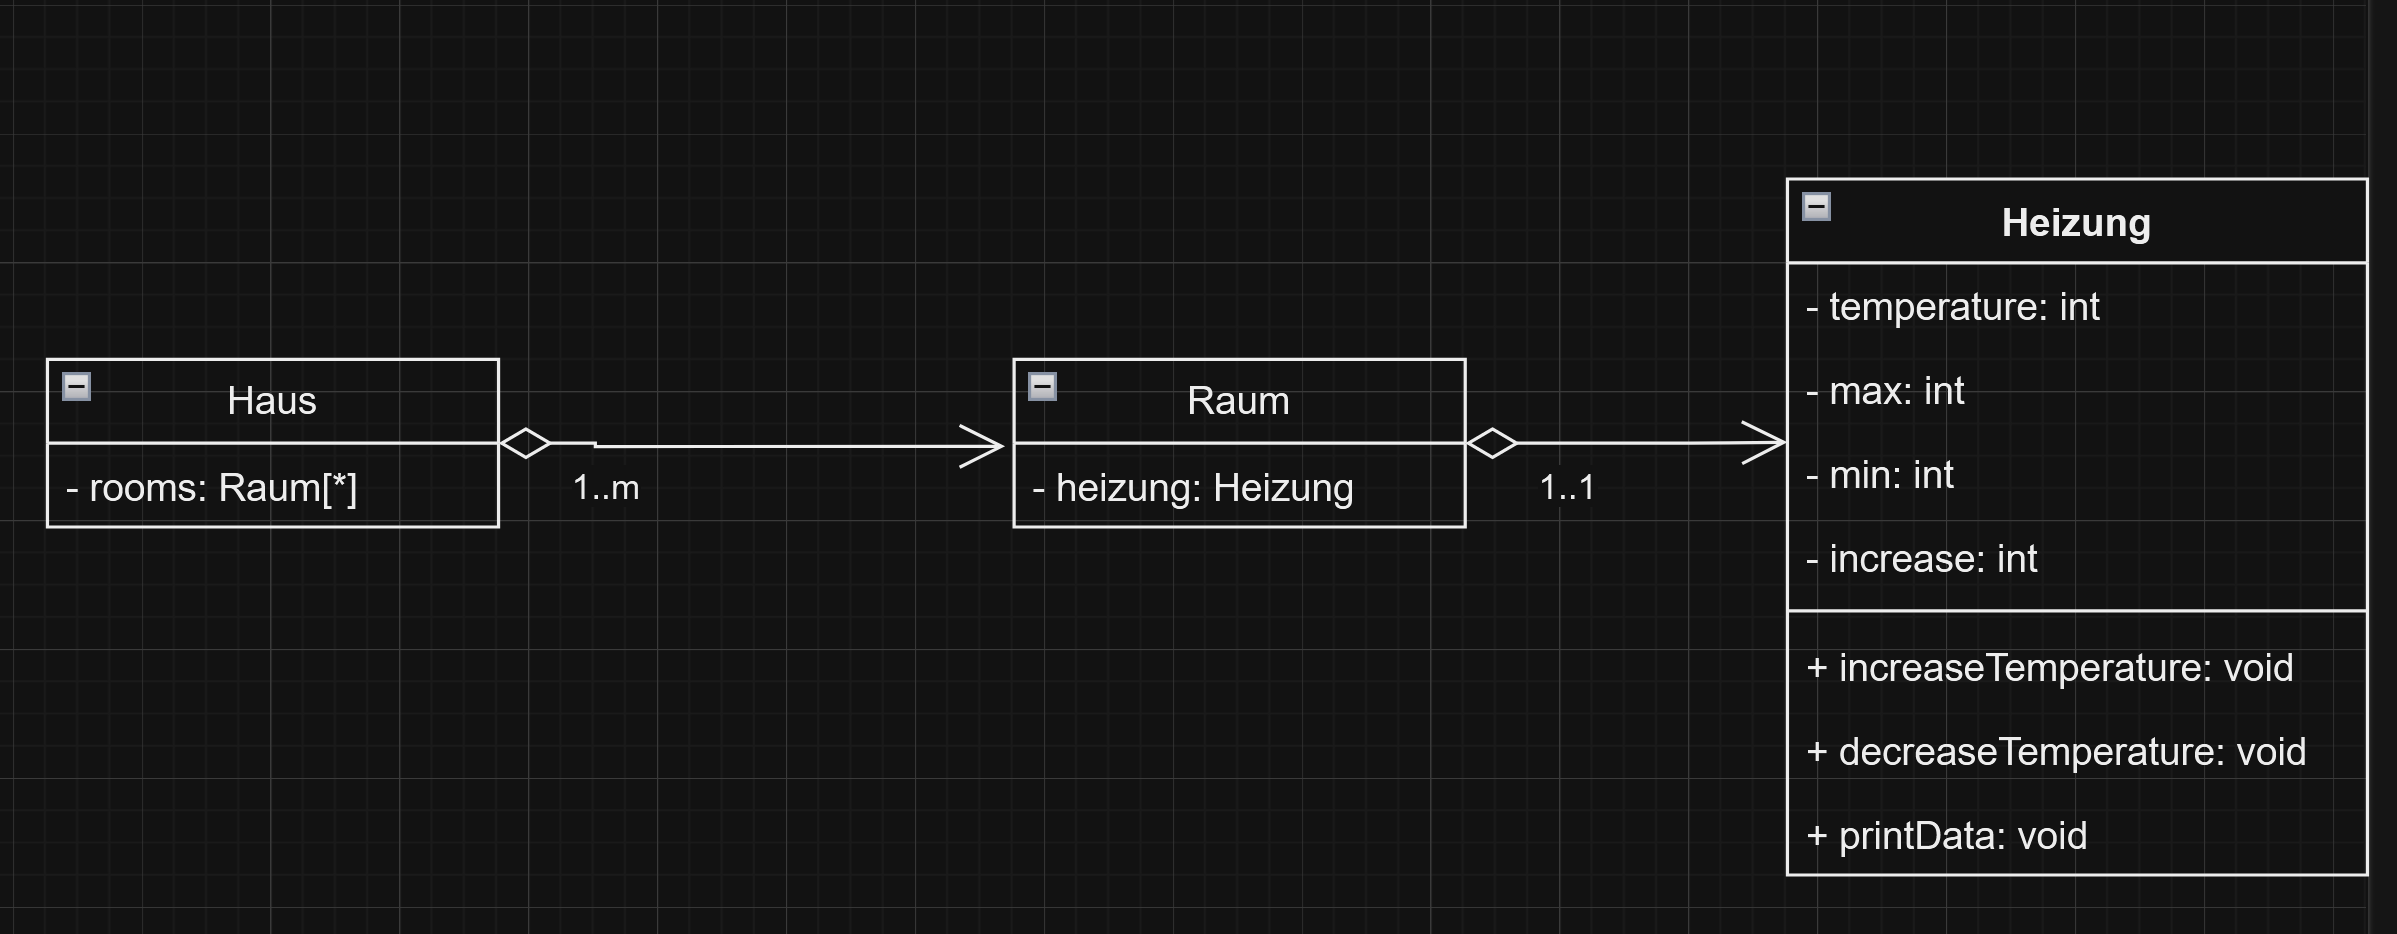 Haus
- rooms: Raum[*]
1..m
Raum
- heizung: Heizung
1..1
Heizung
- temperature: int
- max: int
- min: int
- increase: int
+ increaseTemperature: void
+ decreaseTemperature: void
+ printData: void